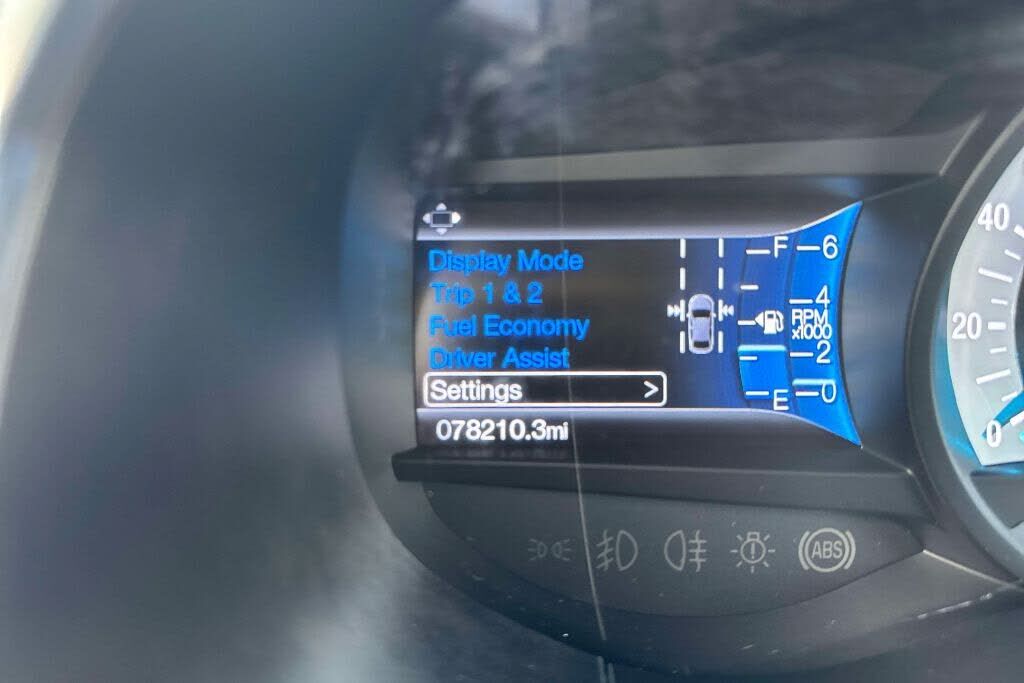 Display Mode
Trip 1 & 2
Fuel Economy
Driver Assist
Settings >
078210.3mi
F
E
6
4
RPM
x1000
2
0
40
20
0
ABS